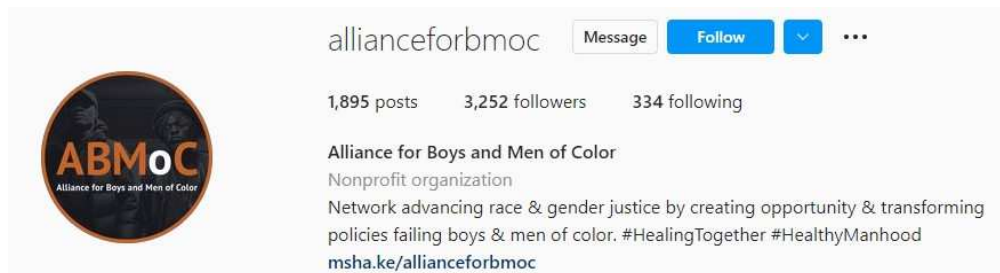 allianceforbmoc Message Follow
1,895 posts 3,252 followers 334 following
ABMoC
Alliance for Boys and Men of Color
Alliance for Boys and Men of Color
Nonprofit organization
Network advancing race & gender justice by creating opportunity & transforming
policies failing boys & men of color. #HealingTogether #HealthyManhood
msha.ke/allianceforbmoc